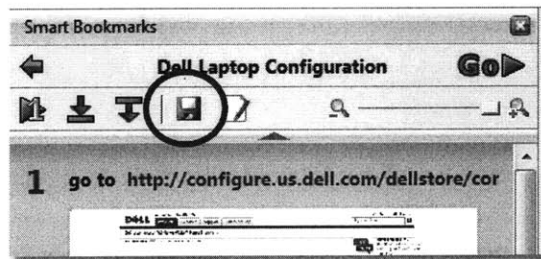 Smart Bookmarks
Dell Laptop Configuration
Go
1 go to http://configure.us.dell.com/dellstore/cor
DELL